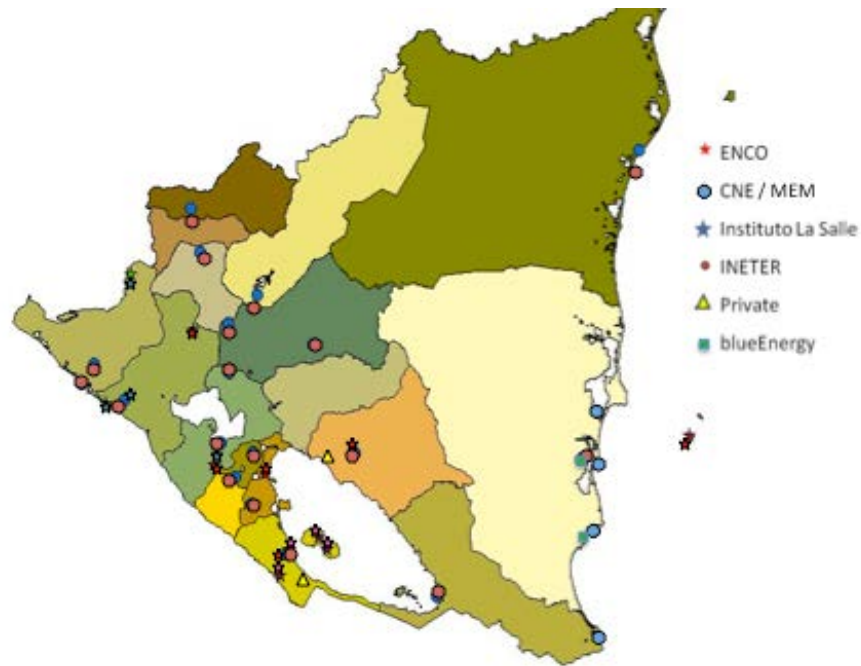 ENCO
CNE / MEM
Instituto La Salle
INETER
Private
blueEnergy